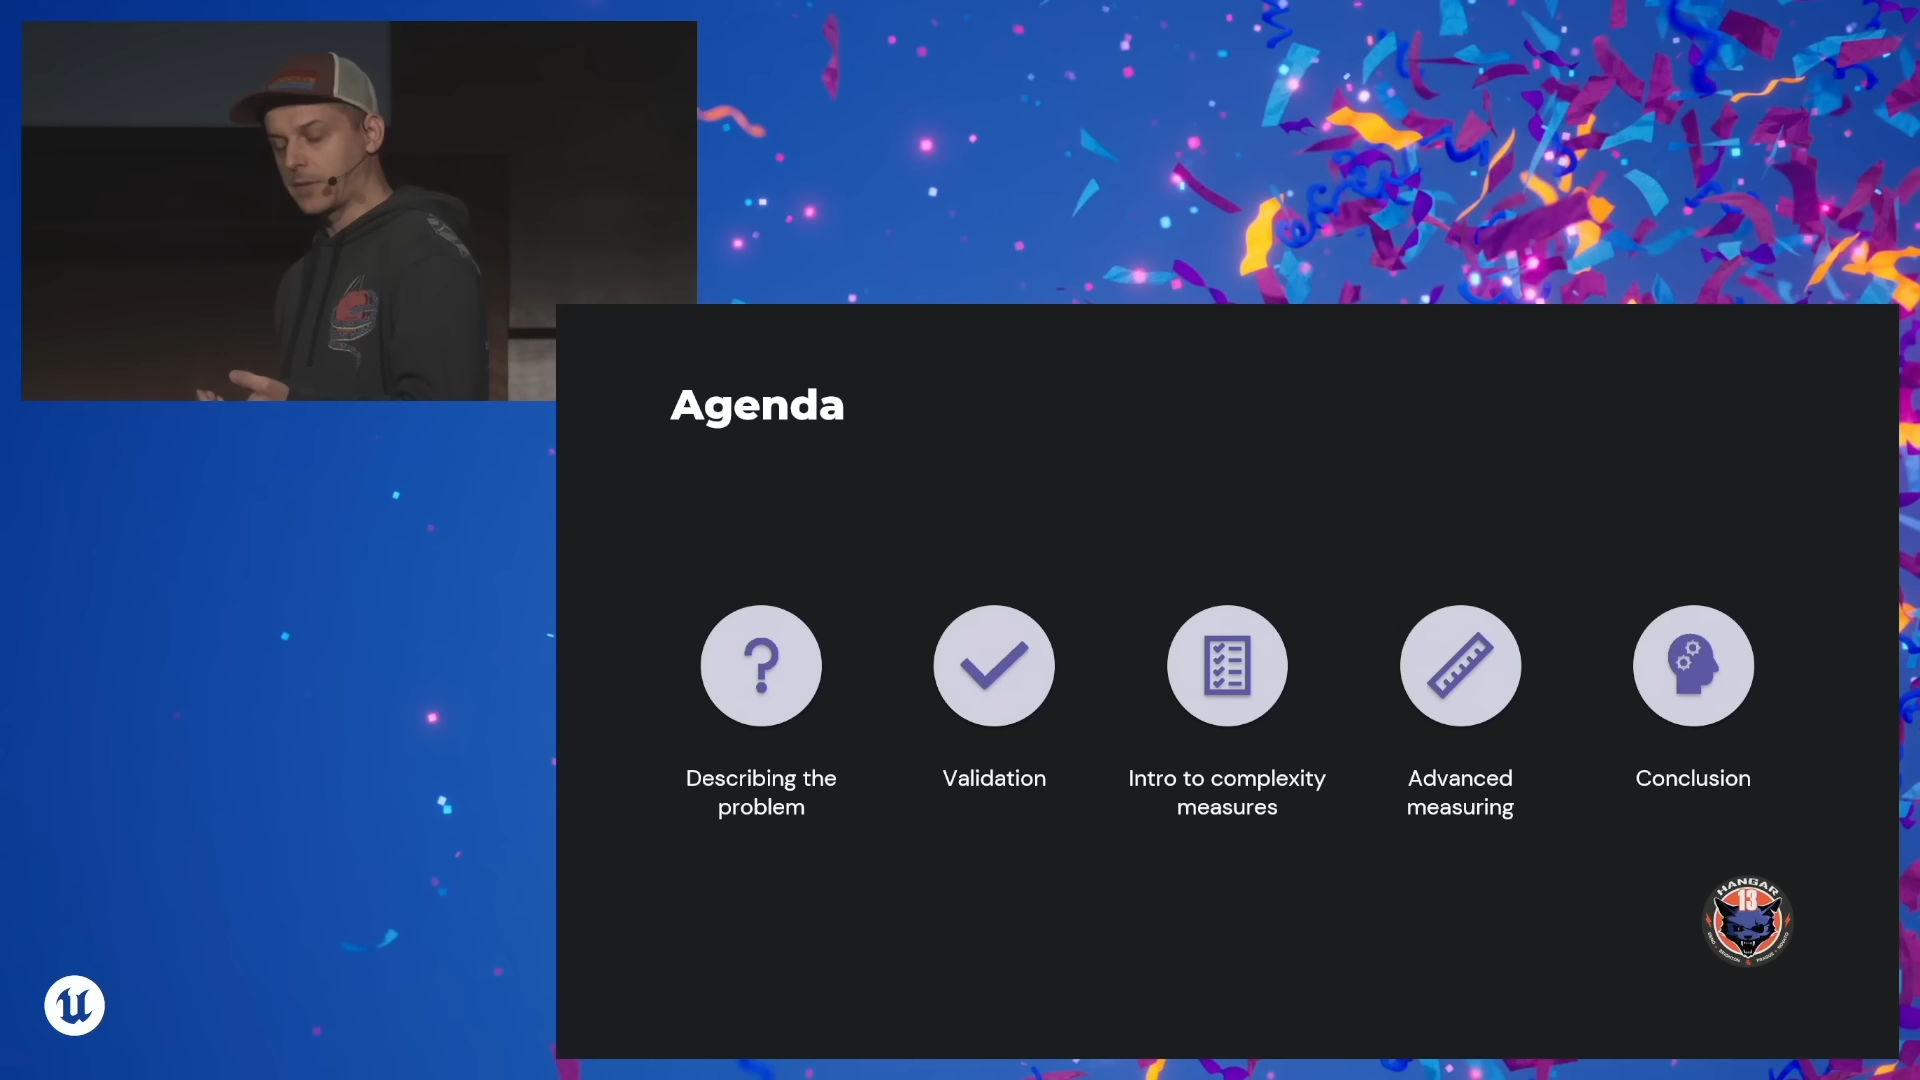 Agenda
Describing the
problem
Validation
Intro to complexity
measures
Advanced
measuring
Conclusion
HANGAR
13